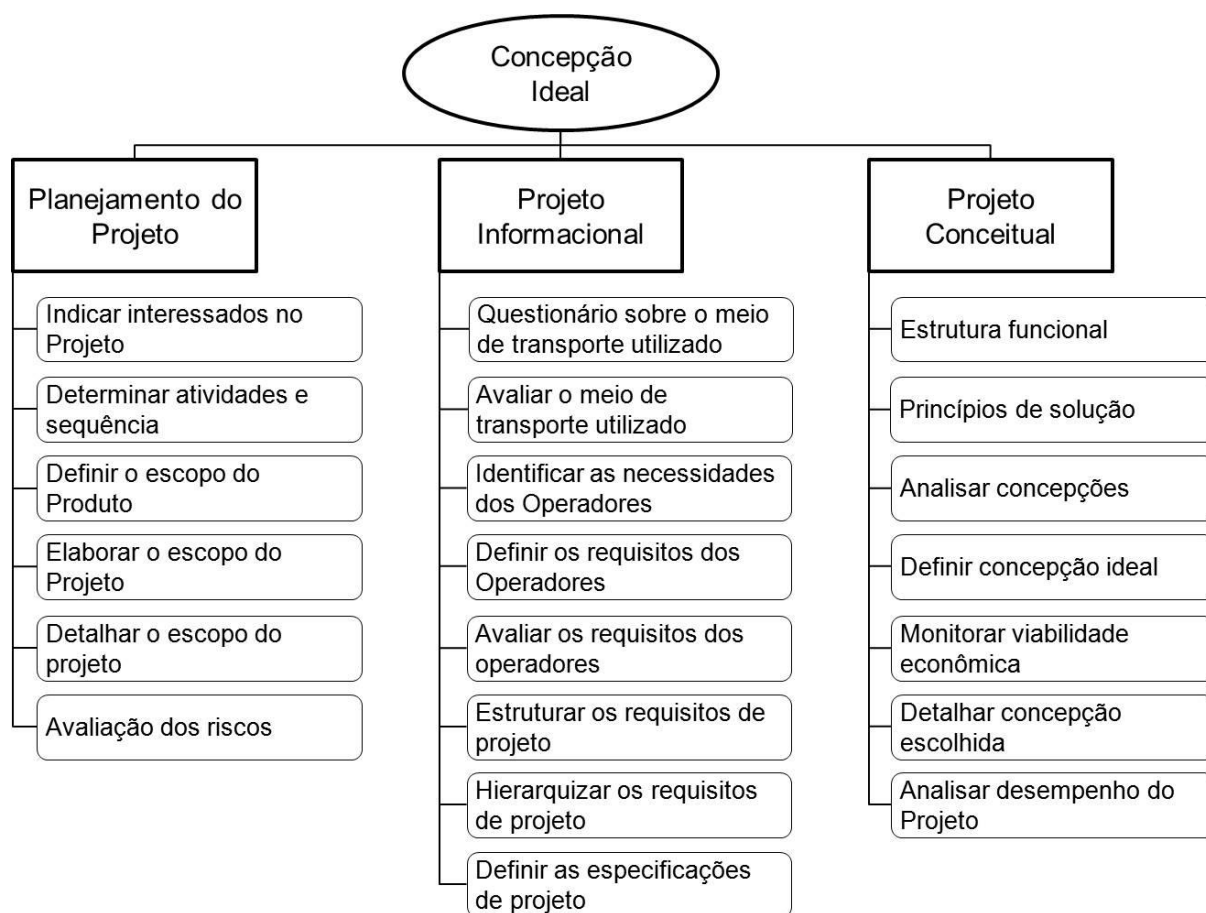 Concepção
Ideal
Planejamento do
Projeto
Indicar interessados no
Projeto
Determinar atividades e
sequência
Definir o escopo do
Produto
Elaborar o escopo do
Projeto
Detalhar o escopo do
projeto
Avaliação dos riscos
Projeto
Informacional
Questionário sobre o meio
de transporte utilizado
Avaliar o meio de
transporte utilizado
Identificar as necessidades
dos Operadores
Definir os requisitos dos
Operadores
Avaliar os requisitos dos
operadores
Estruturar os requisitos de
projeto
Hierarquizar os requisitos
de projeto
Definir as especificações
de projeto
Projeto
Conceitual
Estrutura funcional
Princípios de solução
Analisar concepções
Definir concepção ideal
Monitorar viabilidade
econômica
Detalhar concepção
escolhida
Analisar desempenho do
Projeto